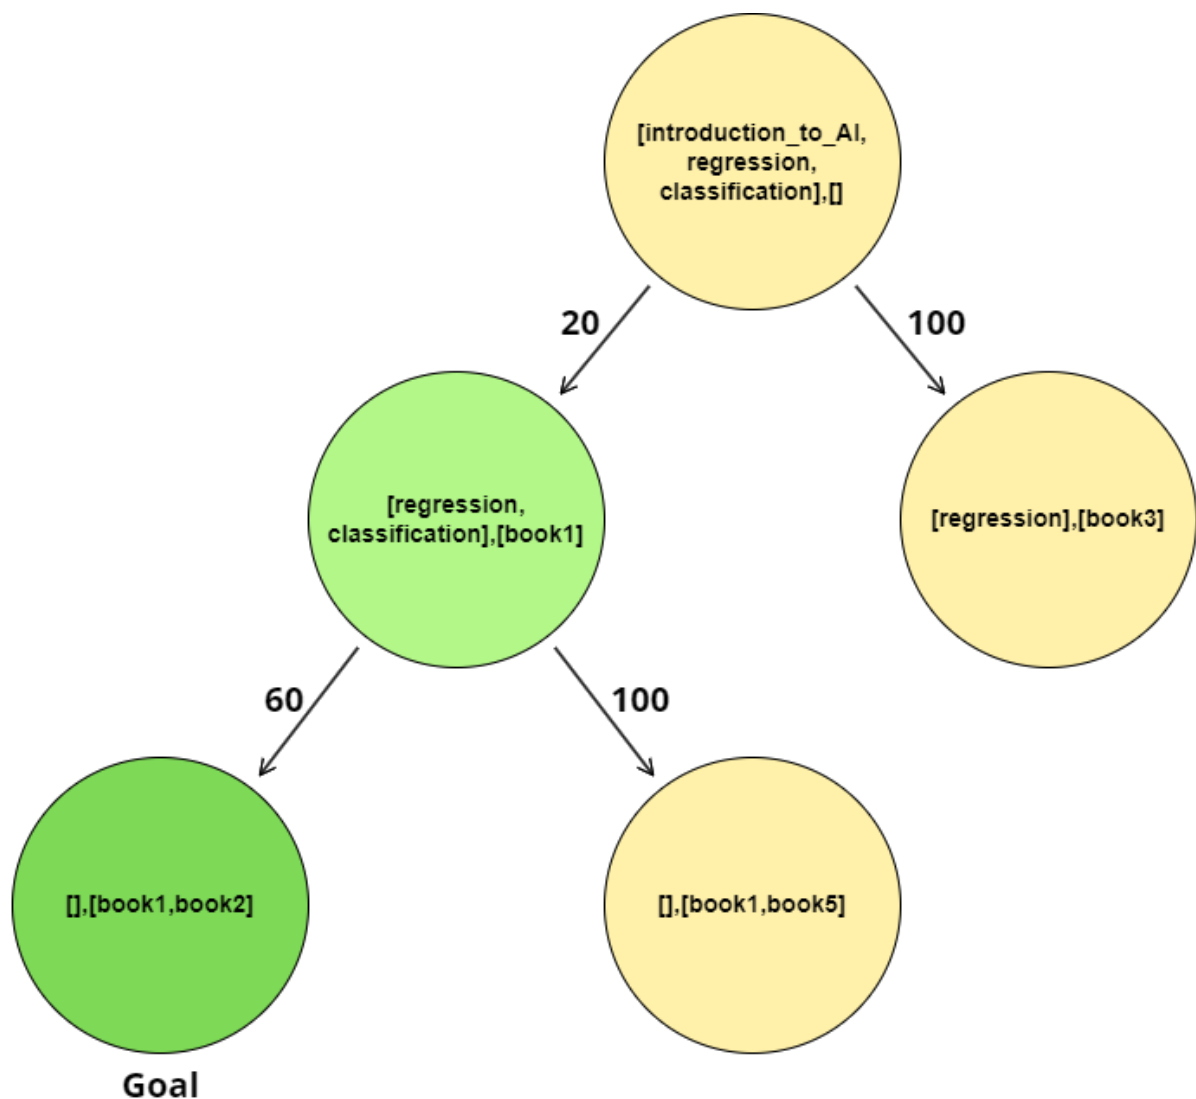 [introduction_to_AI,
regression,
classification],[]
20
100
[regression,
classification],[book1]
[regression],[book3]
60
100
[],[book1,book2]
[],[book1,book5]
Goal